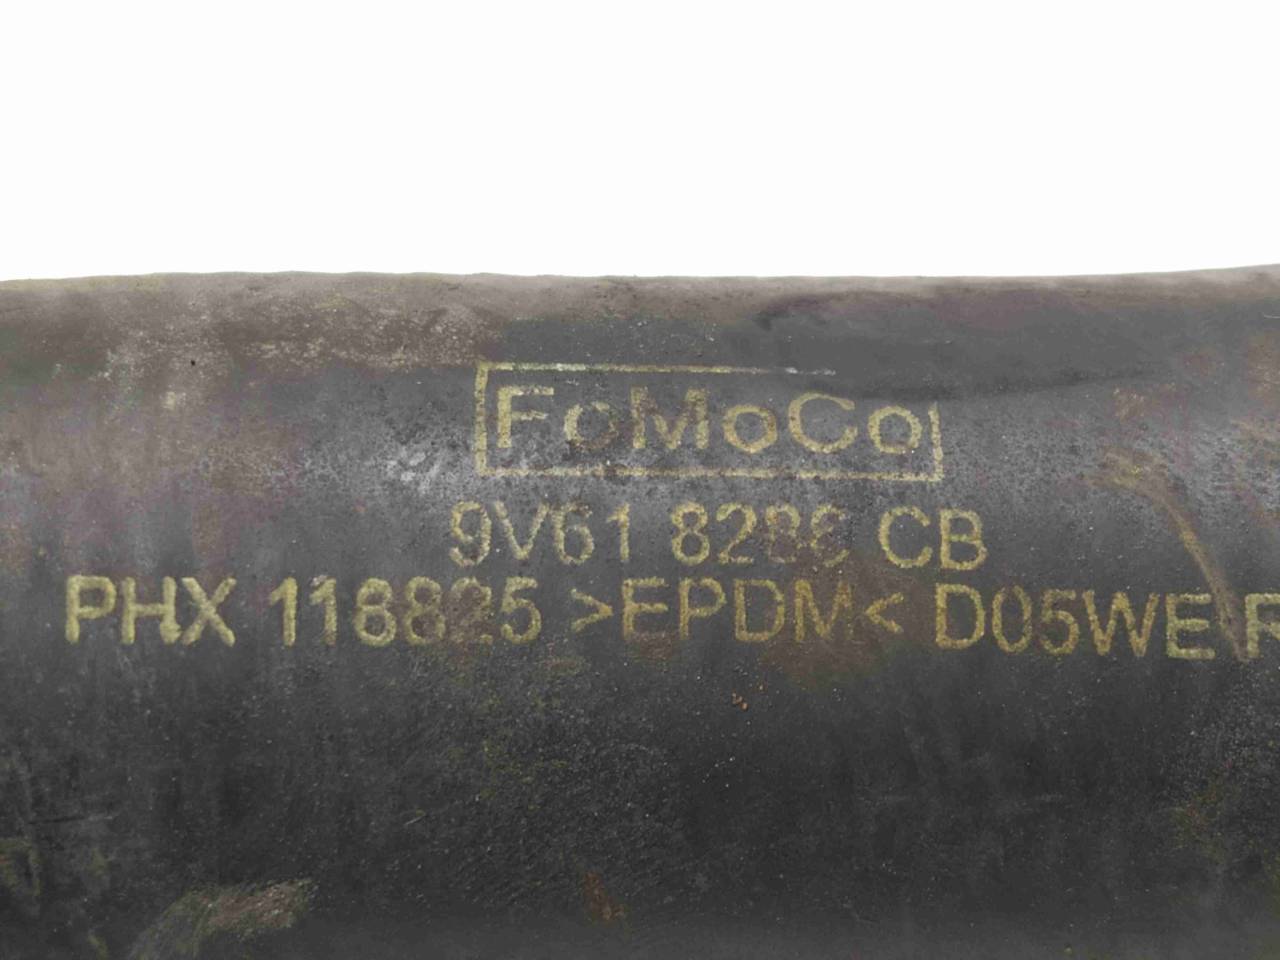 FoMoCo
9V61 8286 CB
PHX 118825 >EPDM< D05WE R